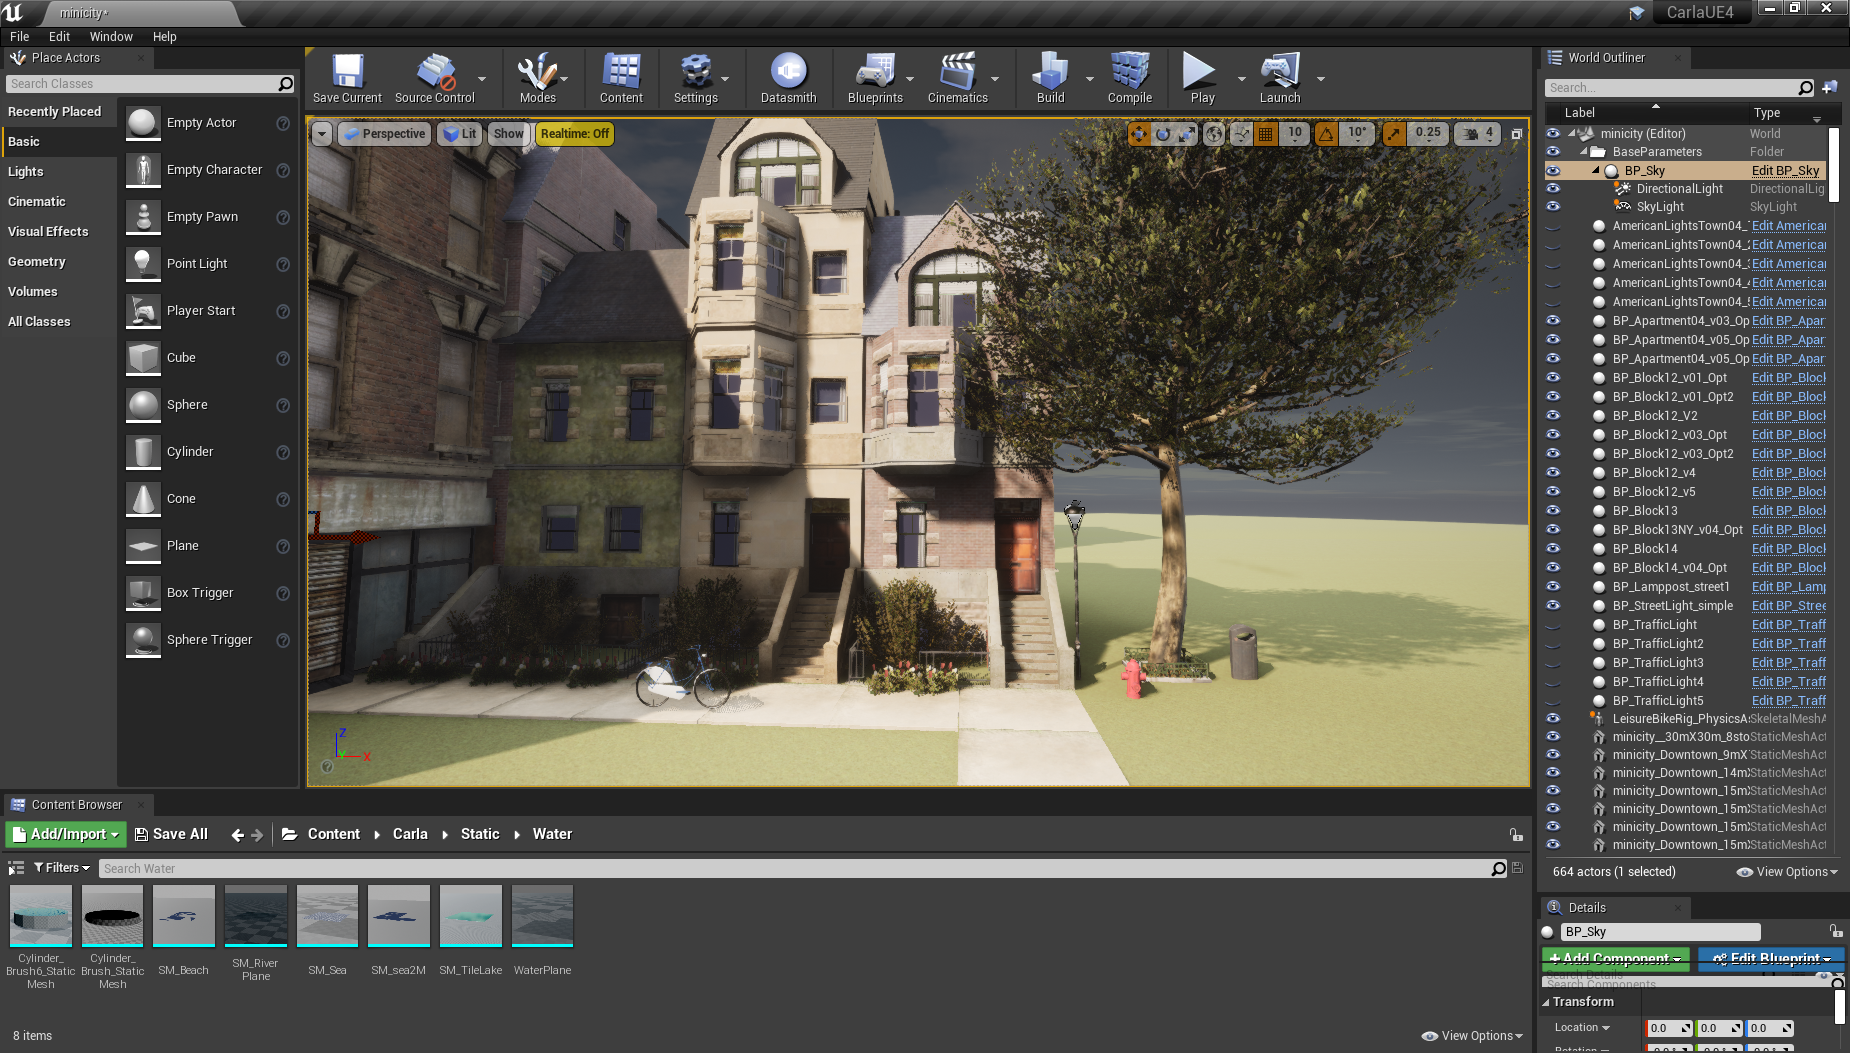 minicity*
CarlaUE4
File Edit Window Help
Place Actors
Search Classes
Recently Placed
Basic
Lights
Cinematic
Visual Effects
Geometry
Volumes
All Classes
Empty Actor
Empty Character
Empty Pawn
Point Light
Player Start
Cube
Sphere
Cylinder
Cone
Plane
Box Trigger
Sphere Trigger
Save Current Source Control Modes Content Settings Datasmith Blueprints Cinematics Build Compile Play Launch
Perspective Lit Show Realtime: Off
10 10° 0.25 4
Z
Y
X
World Outliner
Search...
Label Type
minicity (Editor) World
BaseParameters Folder
BP_Sky Edit BP_Sky
DirectionalLight DirectionalLig
SkyLight SkyLight
AmericanLightsTown04_ Edit America
AmericanLightsTown04_2 Edit America
AmericanLightsTown04_3 Edit America
AmericanLightsTown04_4 Edit America
AmericanLightsTown04_5 Edit America
BP_Apartment04_v03_Op Edit BP_Apar
BP_Apartment04_v05_Op Edit BP_Apar
BP_Apartment04_v05_Op Edit BP_Apar
BP_Block12_v01_Opt Edit BP_Block
BP_Block12_v01_Opt2 Edit BP_Block
BP_Block12_V2 Edit BP_Block
BP_Block12_v03_Opt Edit BP_Block
BP_Block12_v03_Opt2 Edit BP_Block
BP_Block12_v4 Edit BP_Block
BP_Block12_v5 Edit BP_Block
BP_Block13 Edit BP_Block
BP_Block13NY_v04_Opt Edit BP_Block
BP_Block14 Edit BP_Block
BP_Block14_v04_Opt Edit BP_Block
BP_Lamppost_street1 Edit BP_Lamp
BP_StreetLight_simple Edit BP_Stree
BP_TrafficLight Edit BP_Traff
BP_TrafficLight2 Edit BP_Traff
BP_TrafficLight3 Edit BP_Traff
BP_TrafficLight4 Edit BP_Traff
BP_TrafficLight5 Edit BP_Traff
LeisureBikeRig_PhysicsA SkeletalMeshA
minicity__30mX30m_8sto StaticMeshAct
minicity_Downtown_9mX StaticMeshAct
minicity_Downtown_14m StaticMeshAct
minicity_Downtown_15m StaticMeshAct
minicity_Downtown_15m StaticMeshAct
minicity_Downtown_15m StaticMeshAct
minicity_Downtown_15m StaticMeshAct
664 actors (1 selected) View Options
Content Browser
Add/Import Save All Content Carla Static Water
Filters Search Water
Cylinder_
Brush6_Static
Mesh
Cylinder_
Brush_Static
Mesh
SM_Beach
SM_River
Plane
SM_Sea
SM_sea2M
SM_TileLake
WaterPlane
8 items View Options
Details
BP_Sky
+Add Component Edit Blueprint
Search Details
Search Components
Transform
Location 0.0 0.0 0.0
Rotation